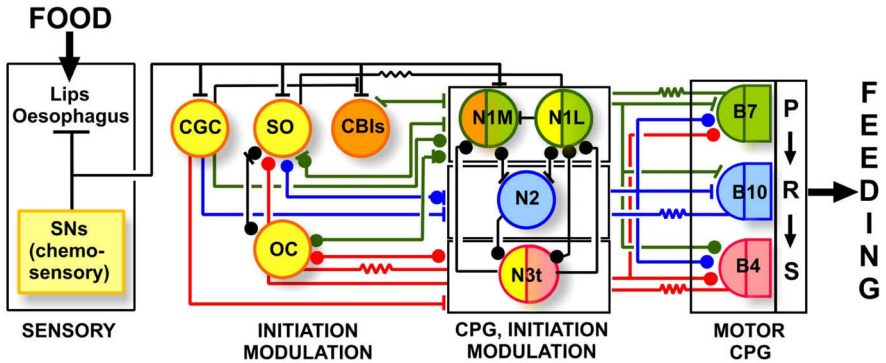 FOOD
Lips
Oesophagus
SNs
(chemo-
sensory)
SENSORY
CGC
SO
CBIs
OC
INITIATION
MODULATION
N1M
N1L
N2
N3t
CPG, INITIATION
MODULATION
B7
B10
B4
P
R
S
MOTOR
CPG
FEEDING